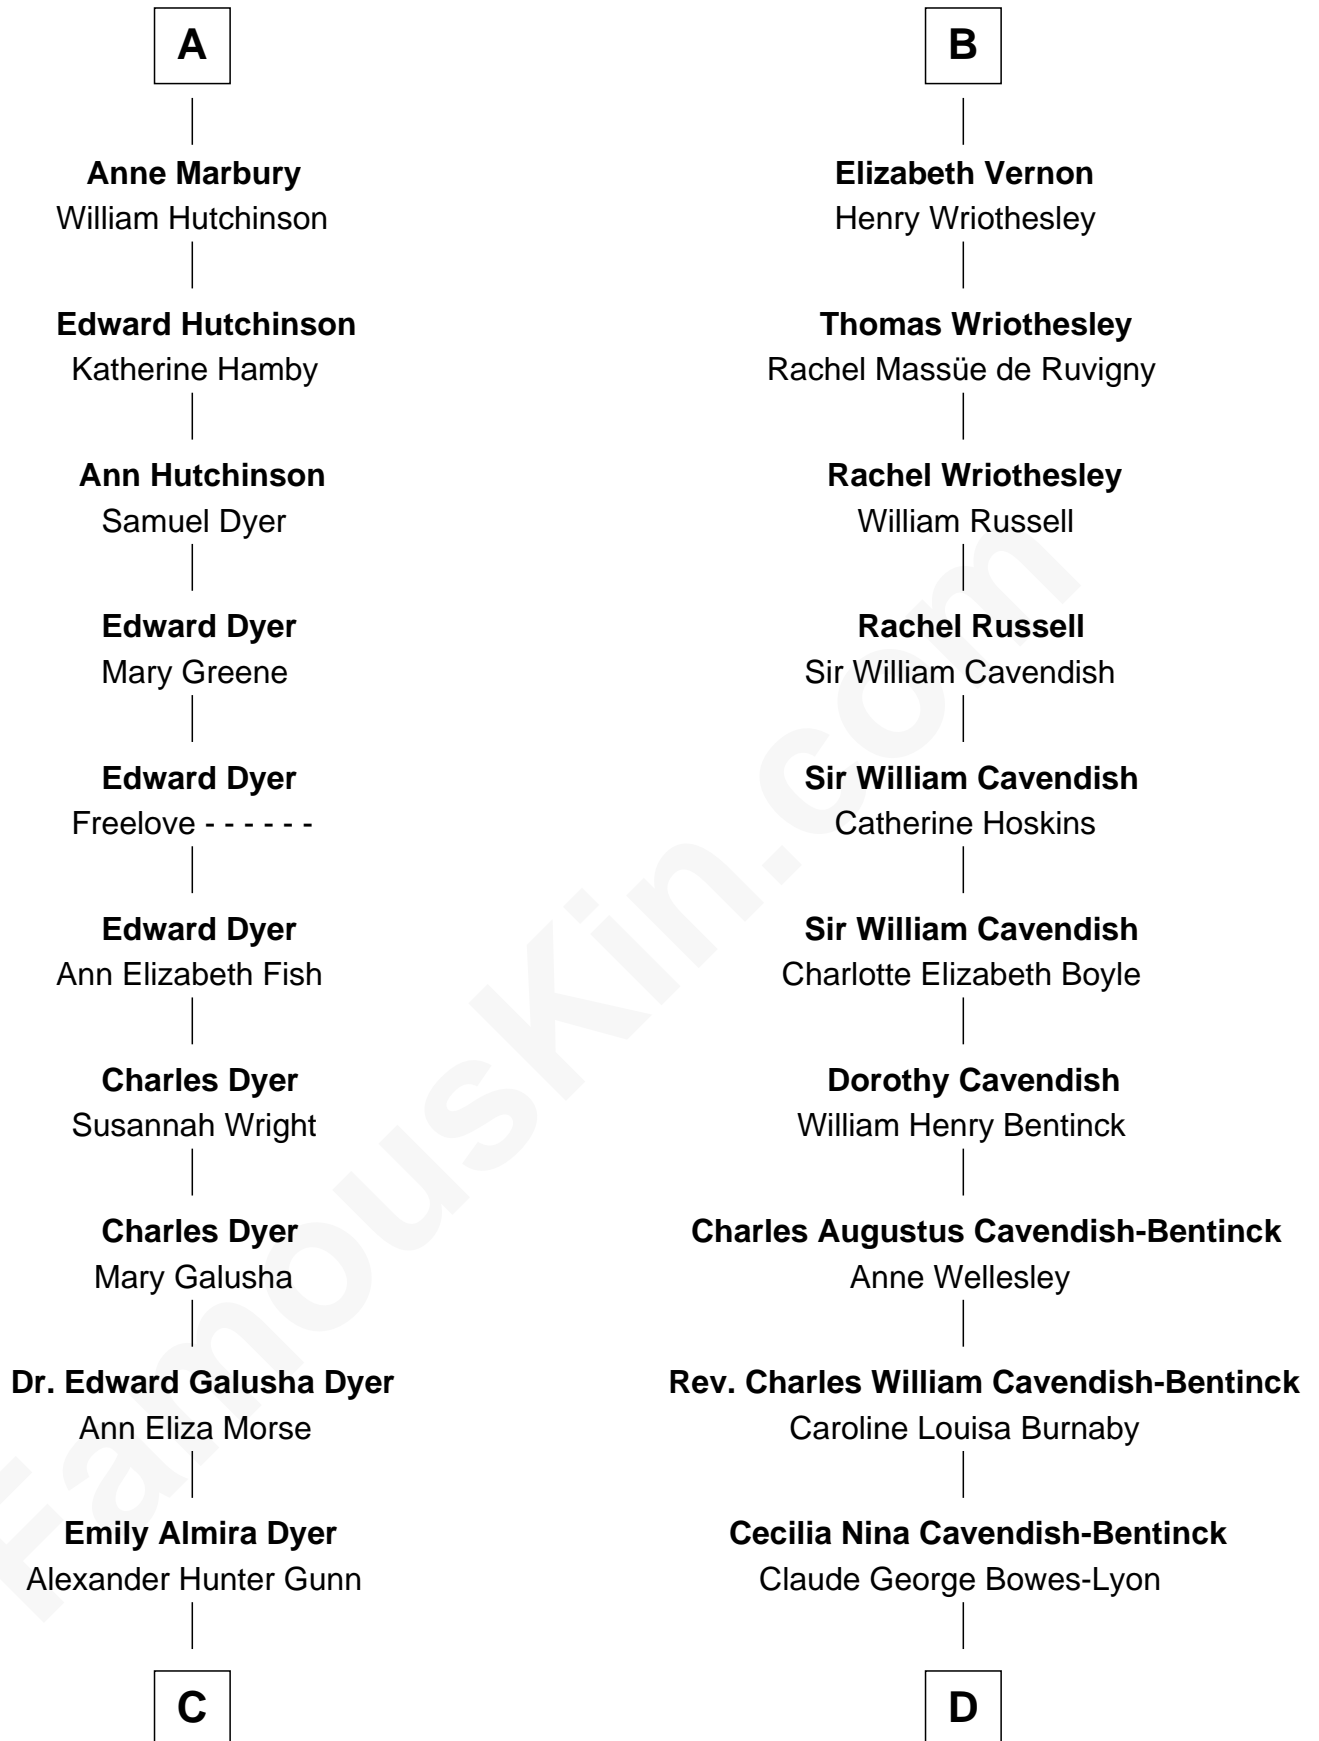 A
Anne Marbury
William Hutchinson
Edward Hutchinson
Katherine Hamby
Ann Hutchinson
Samuel Dyer
Edward Dyer
Mary Greene
Edward Dyer
Freelove - - - - - -
Edward Dyer
Ann Elizabeth Fish
Charles Dyer
Susannah Wright
Charles Dyer
Mary Galusha
Dr. Edward Galusha Dyer
Ann Eliza Morse
Emily Almira Dyer
Alexander Hunter Gunn
C
B
Elizabeth Vernon
Henry Wriothesley
Thomas Wriothesley
Rachel Massüe de Ruvigny
Rachel Wriothesley
William Russell
Rachel Russell
Sir William Cavendish
Sir William Cavendish
Catherine Hoskins
Sir William Cavendish
Charlotte Elizabeth Boyle
Dorothy Cavendish
William Henry Bentinck
Charles Augustus Cavendish-Bentinck
Anne Wellesley
Rev. Charles William Cavendish-Bentinck
Caroline Louisa Burnaby
Cecilia Nina Cavendish-Bentinck
Claude George Bowes-Lyon
D
FamousKin.com